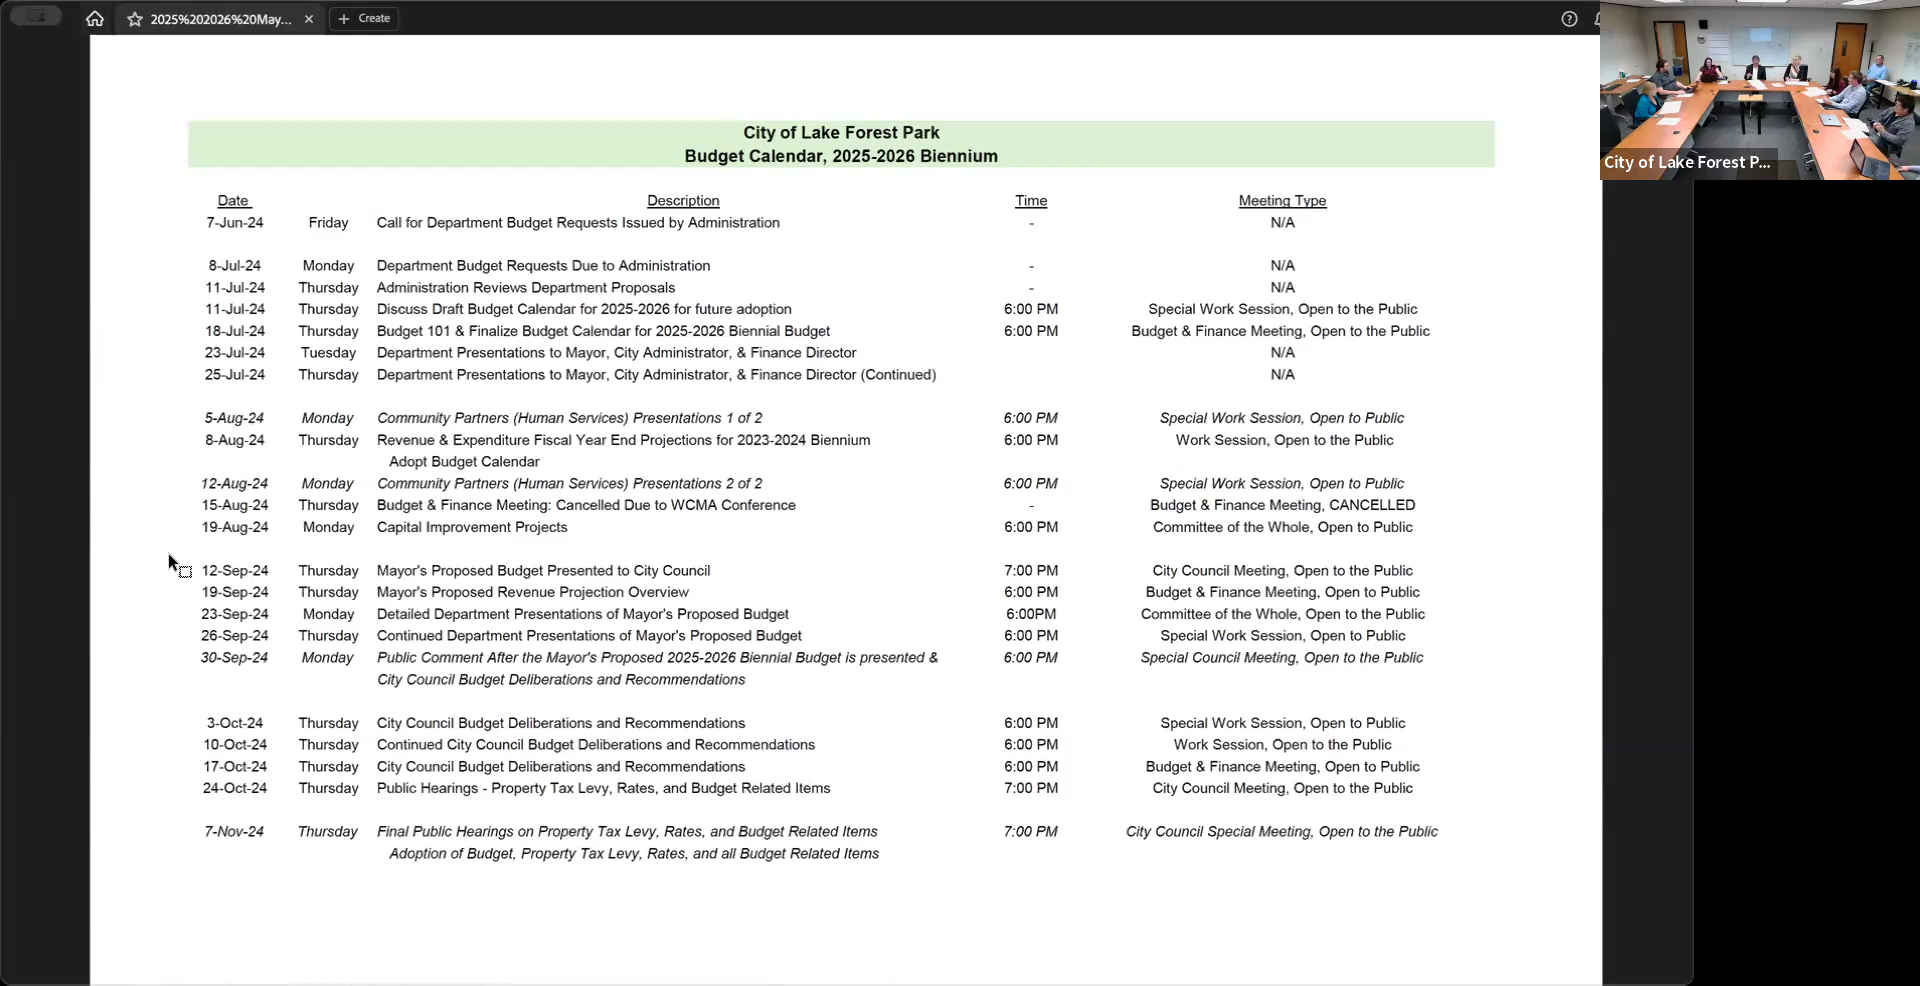 2025%202026%20May...
Create
City of Lake Forest Park
Budget Calendar, 2025-2026 Biennium
Date Description Time Meeting Type
7-Jun-24 Friday Call for Department Budget Requests Issued by Administration - N/A
8-Jul-24 Monday Department Budget Requests Due to Administration - N/A
11-Jul-24 Thursday Administration Reviews Department Proposals - N/A
11-Jul-24 Thursday Discuss Draft Budget Calendar for 2025-2026 for future adoption 6:00 PM Special Work Session, Open to the Public
18-Jul-24 Thursday Budget 101 & Finalize Budget Calendar for 2025-2026 Biennial Budget 6:00 PM Budget & Finance Meeting, Open to the Public
23-Jul-24 Tuesday Department Presentations to Mayor, City Administrator, & Finance Director N/A
25-Jul-24 Thursday Department Presentations to Mayor, City Administrator, & Finance Director (Continued) N/A
5-Aug-24 Monday Community Partners (Human Services) Presentations 1 of 2 6:00 PM Special Work Session, Open to Public
8-Aug-24 Thursday Revenue & Expenditure Fiscal Year End Projections for 2023-2024 Biennium 6:00 PM Work Session, Open to the Public
Adopt Budget Calendar
12-Aug-24 Monday Community Partners (Human Services) Presentations 2 of 2 6:00 PM Special Work Session, Open to Public
15-Aug-24 Thursday Budget & Finance Meeting: Cancelled Due to WCMA Conference - Budget & Finance Meeting, CANCELLED
19-Aug-24 Monday Capital Improvement Projects 6:00 PM Committee of the Whole, Open to Public
12-Sep-24 Thursday Mayor's Proposed Budget Presented to City Council 7:00 PM City Council Meeting, Open to the Public
19-Sep-24 Thursday Mayor's Proposed Revenue Projection Overview 6:00 PM Budget & Finance Meeting, Open to Public
23-Sep-24 Monday Detailed Department Presentations of Mayor's Proposed Budget 6:00PM Committee of the Whole, Open to the Public
26-Sep-24 Thursday Continued Department Presentations of Mayor's Proposed Budget 6:00 PM Special Work Session, Open to Public
30-Sep-24 Monday Public Comment After the Mayor's Proposed 2025-2026 Biennial Budget is presented & 6:00 PM Special Council Meeting, Open to the Public
City Council Budget Deliberations and Recommendations
3-Oct-24 Thursday City Council Budget Deliberations and Recommendations 6:00 PM Special Work Session, Open to Public
10-Oct-24 Thursday Continued City Council Budget Deliberations and Recommendations 6:00 PM Work Session, Open to the Public
17-Oct-24 Thursday City Council Budget Deliberations and Recommendations 6:00 PM Budget & Finance Meeting, Open to Public
24-Oct-24 Thursday Public Hearings - Property Tax Levy, Rates, and Budget Related Items 7:00 PM City Council Meeting, Open to the Public
7-Nov-24 Thursday Final Public Hearings on Property Tax Levy, Rates, and Budget Related Items 7:00 PM City Council Special Meeting, Open to the Public
Adoption of Budget, Property Tax Levy, Rates, and all Budget Related Items
City of Lake Forest P...